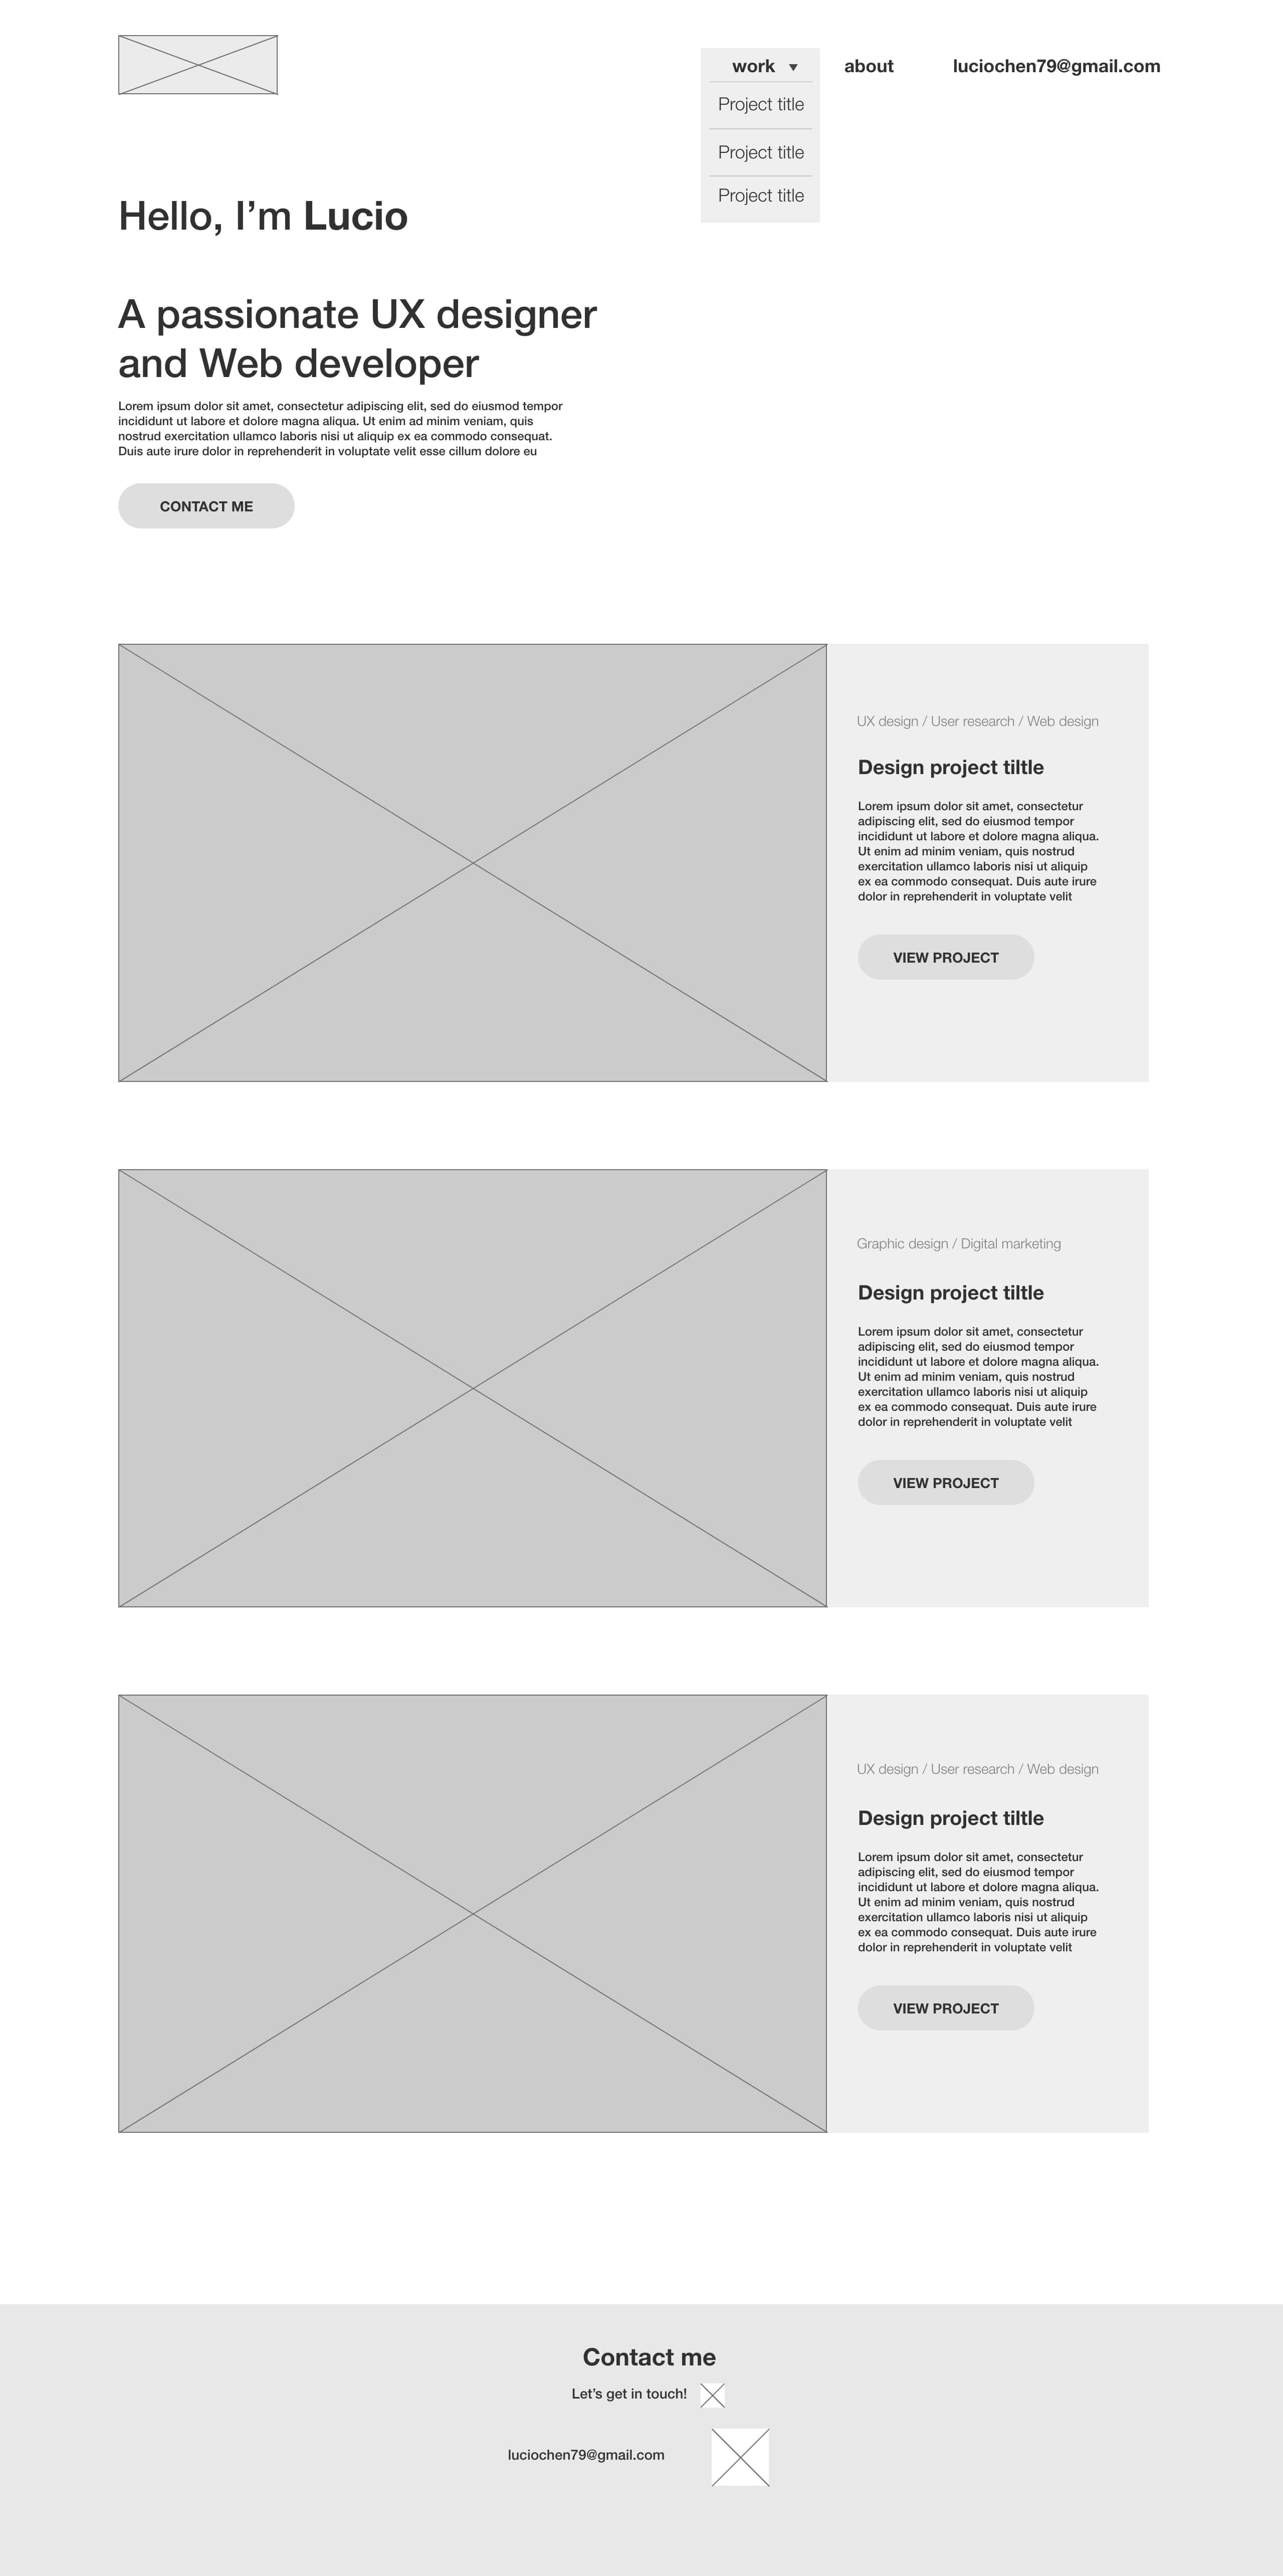 work
about
luciochen79@gmail.com
Project title
Project title
Project title
Hello, I’m Lucio
A passionate UX designer
and Web developer
Lorem ipsum dolor sit amet, consectetur adipiscing elit, sed do eiusmod tempor
incididunt ut labore et dolore magna aliqua. Ut enim ad minim veniam, quis
nostrud exercitation ullamco laboris nisi ut aliquip ex ea commodo consequat.
Duis aute irure dolor in reprehenderit in voluptate velit esse cillum dolore eu
CONTACT ME
UX design / User research / Web design
Design project tiltle
Lorem ipsum dolor sit amet, consectetur
adipiscing elit, sed do eiusmod tempor
incididunt ut labore et dolore magna aliqua.
Ut enim ad minim veniam, quis nostrud
exercitation ullamco laboris nisi ut aliquip
ex ea commodo consequat. Duis aute irure
dolor in reprehenderit in voluptate velit
VIEW PROJECT
Graphic design / Digital marketing
Design project tiltle
Lorem ipsum dolor sit amet, consectetur
adipiscing elit, sed do eiusmod tempor
incididunt ut labore et dolore magna aliqua.
Ut enim ad minim veniam, quis nostrud
exercitation ullamco laboris nisi ut aliquip
ex ea commodo consequat. Duis aute irure
dolor in reprehenderit in voluptate velit
VIEW PROJECT
UX design / User research / Web design
Design project tiltle
Lorem ipsum dolor sit amet, consectetur
adipiscing elit, sed do eiusmod tempor
incididunt ut labore et dolore magna aliqua.
Ut enim ad minim veniam, quis nostrud
exercitation ullamco laboris nisi ut aliquip
ex ea commodo consequat. Duis aute irure
dolor in reprehenderit in voluptate velit
VIEW PROJECT
Contact me
Let’s get in touch!
luciochen79@gmail.com